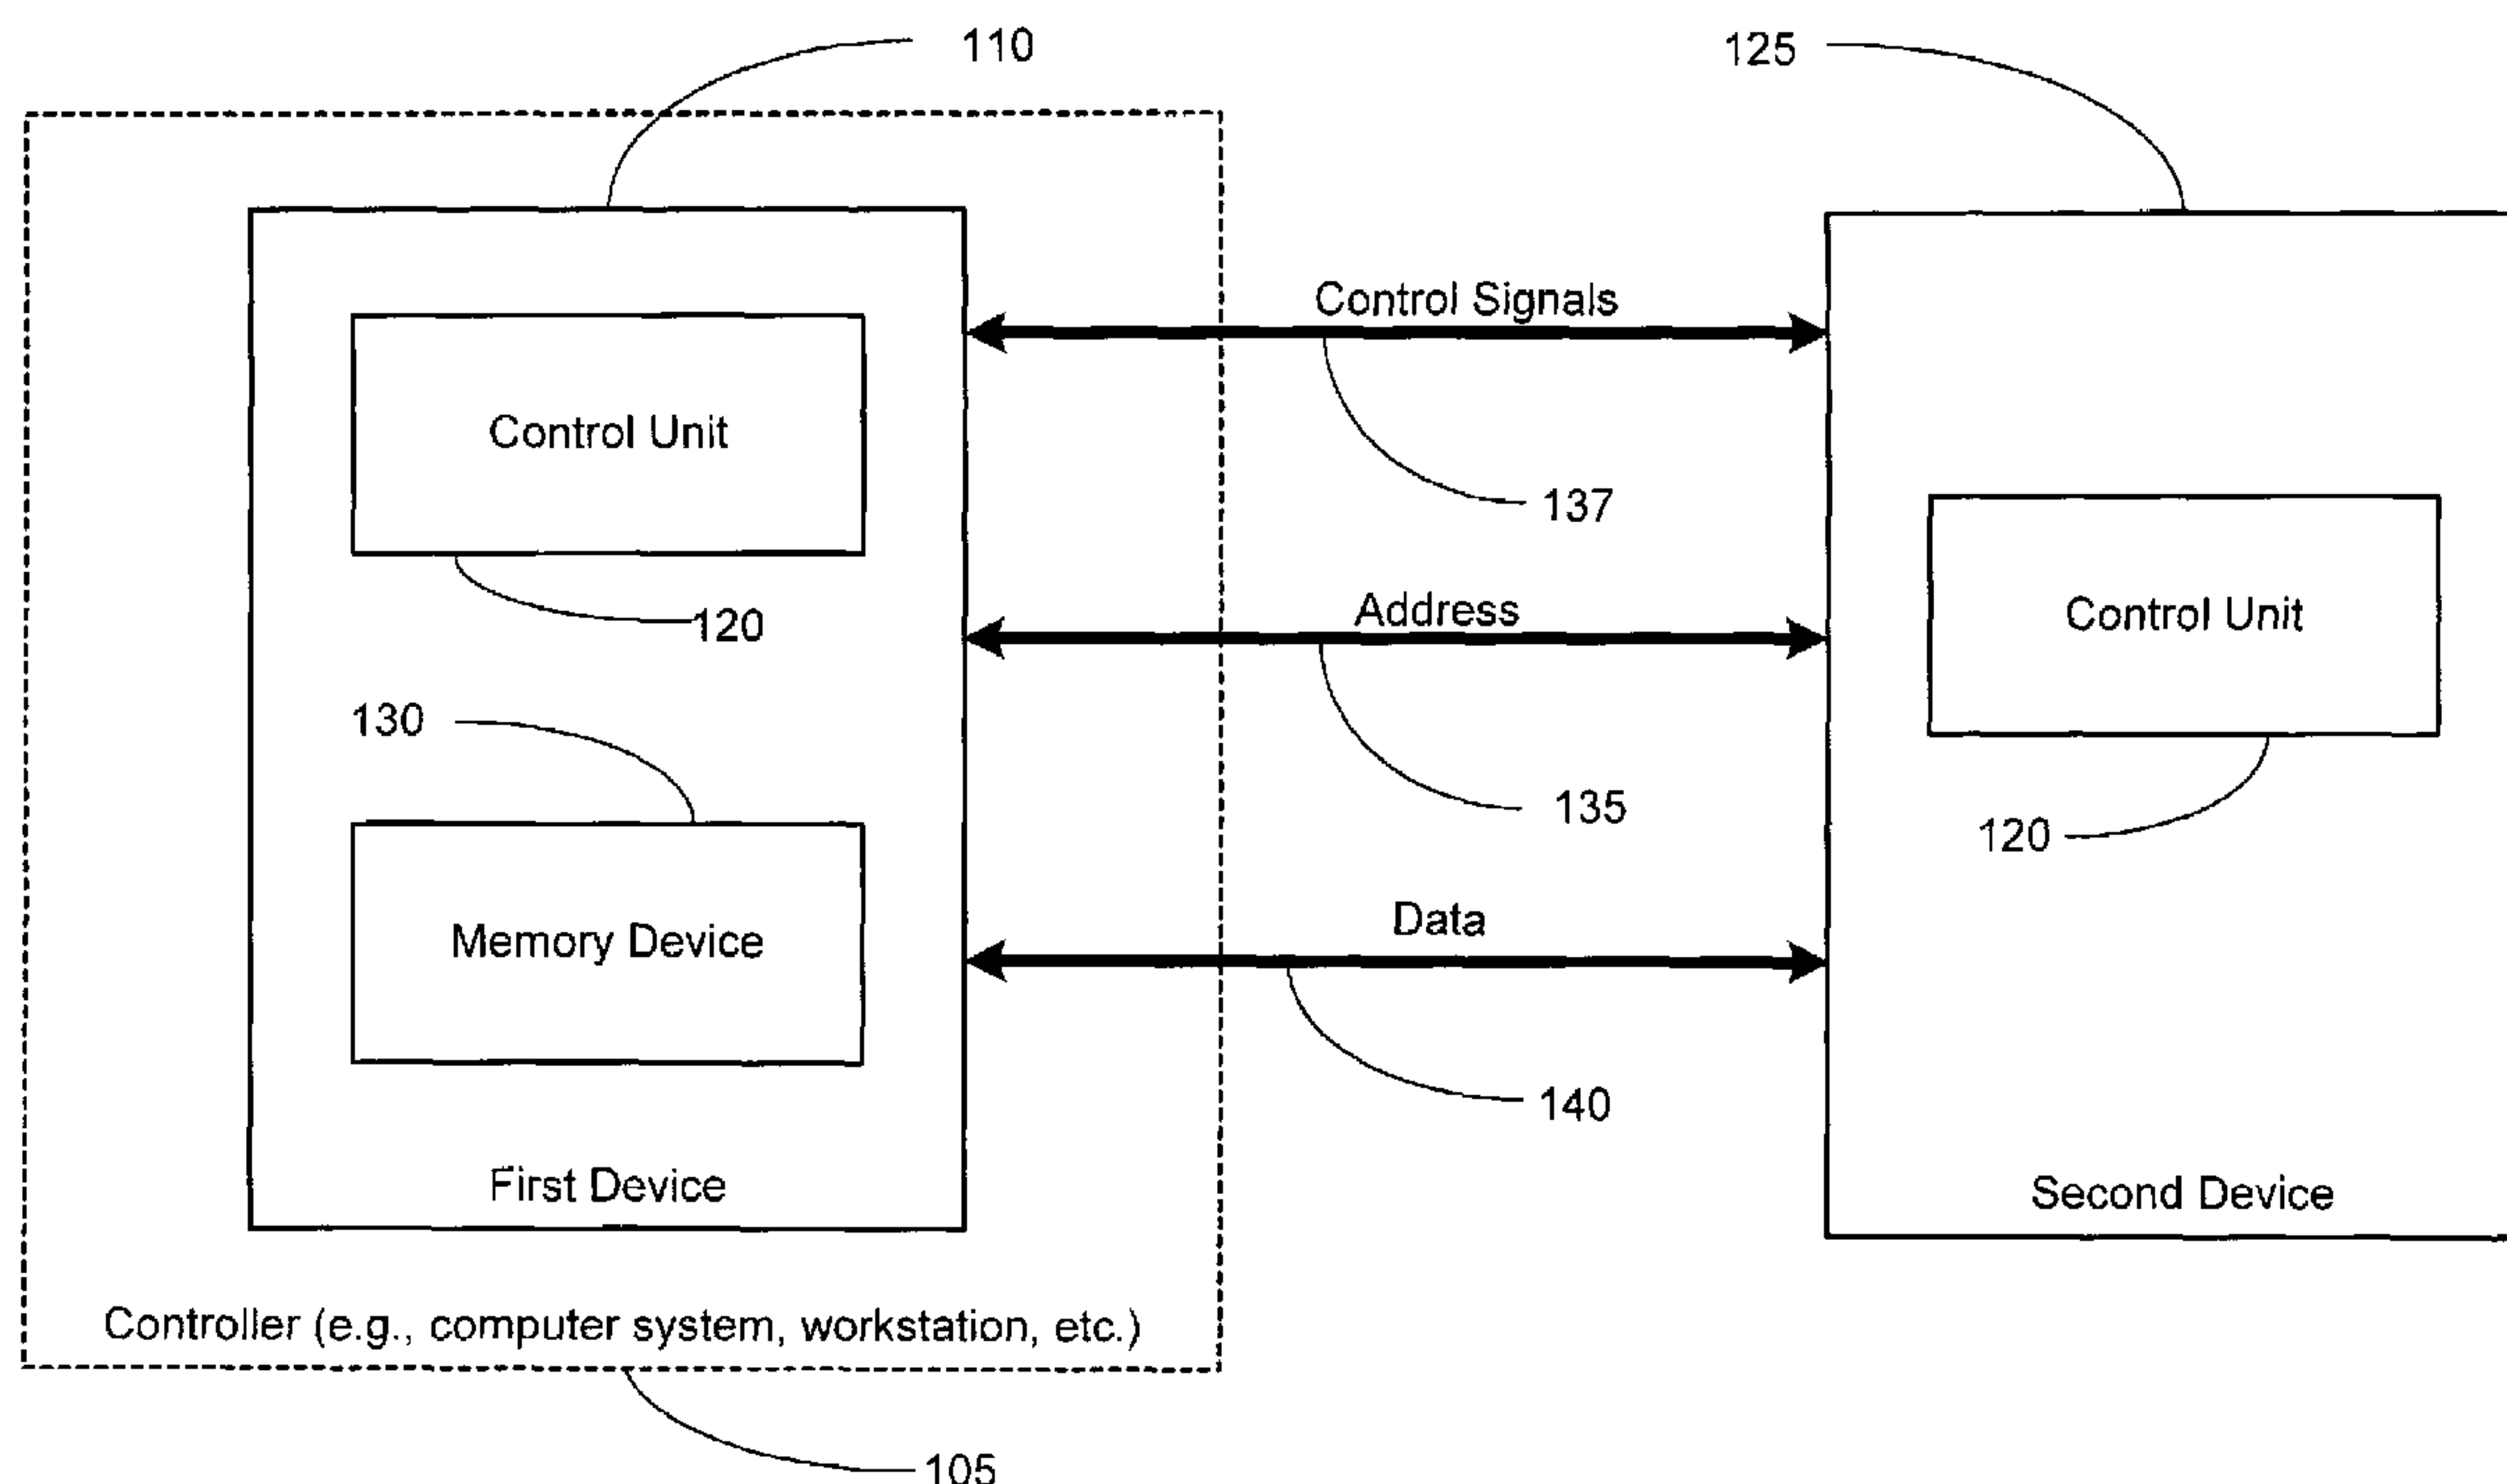 110
125
Control Signals
Control Unit
137
120
Address
Control Unit
130
135
120
Data
Memory Device
140
First Device
Second Device
Controller (e.g., computer system, workstation, etc.)
105